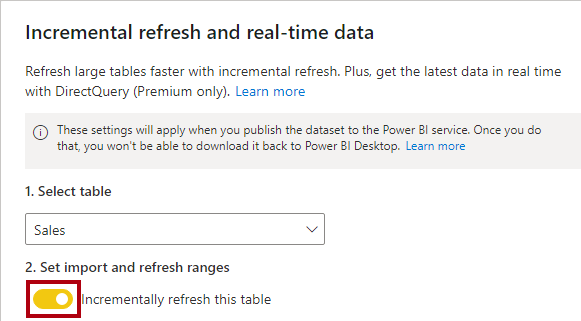 Incremental refresh and real-time data
Refresh large tables faster with incremental refresh. Plus, get the latest data in real time
with DirectQuery (Premium only). Learn more
These settings will apply when you publish the dataset to the Power BI service. Once you do
that, you won't be able to download it back to Power BI Desktop. Learn more
1. Select table
Sales
2. Set import and refresh ranges
Incrementally refresh this table